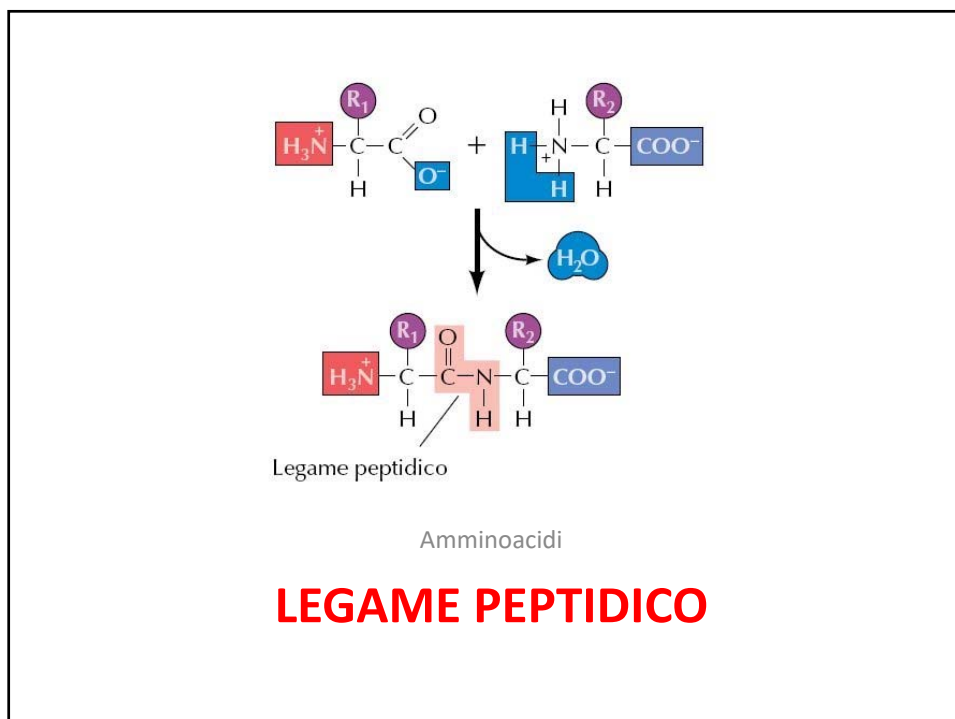 R₁ O H R₂
H₃N⁺–C–C + H–N⁺–C–COO⁻
H O⁻ H H
H₂O
R₁ O R₂
H₃N⁺–C–C–N–C–COO⁻
H H H
Legame peptidico
Amminoacidi
LEGAME PEPTIDICO